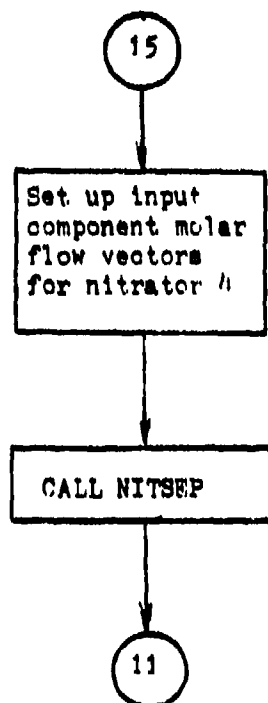 15
Set up input
component molar
flow vectors
for nitrator
CALL NITSEP
11